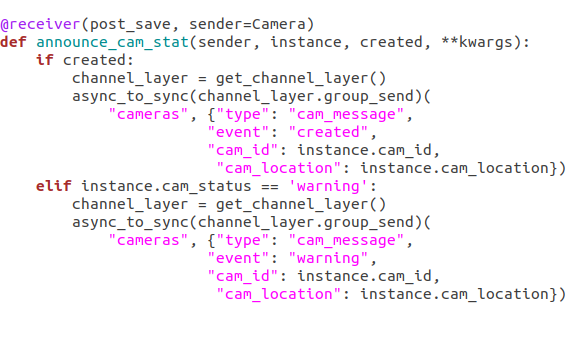 @receiver(post_save, sender=Camera)
def announce_cam_stat(sender, instance, created, **kwargs):
    if created:
        channel_layer = get_channel_layer()
        async_to_sync(channel_layer.group_send)(
            "cameras", {"type": "cam_message",
                       "event": "created",
                       "cam_id": instance.cam_id,
                        "cam_location": instance.cam_location})
    elif instance.cam_status == 'warning':
        channel_layer = get_channel_layer()
        async_to_sync(channel_layer.group_send)(
            "cameras", {"type": "cam_message",
                       "event": "warning",
                       "cam_id": instance.cam_id,
                        "cam_location": instance.cam_location})